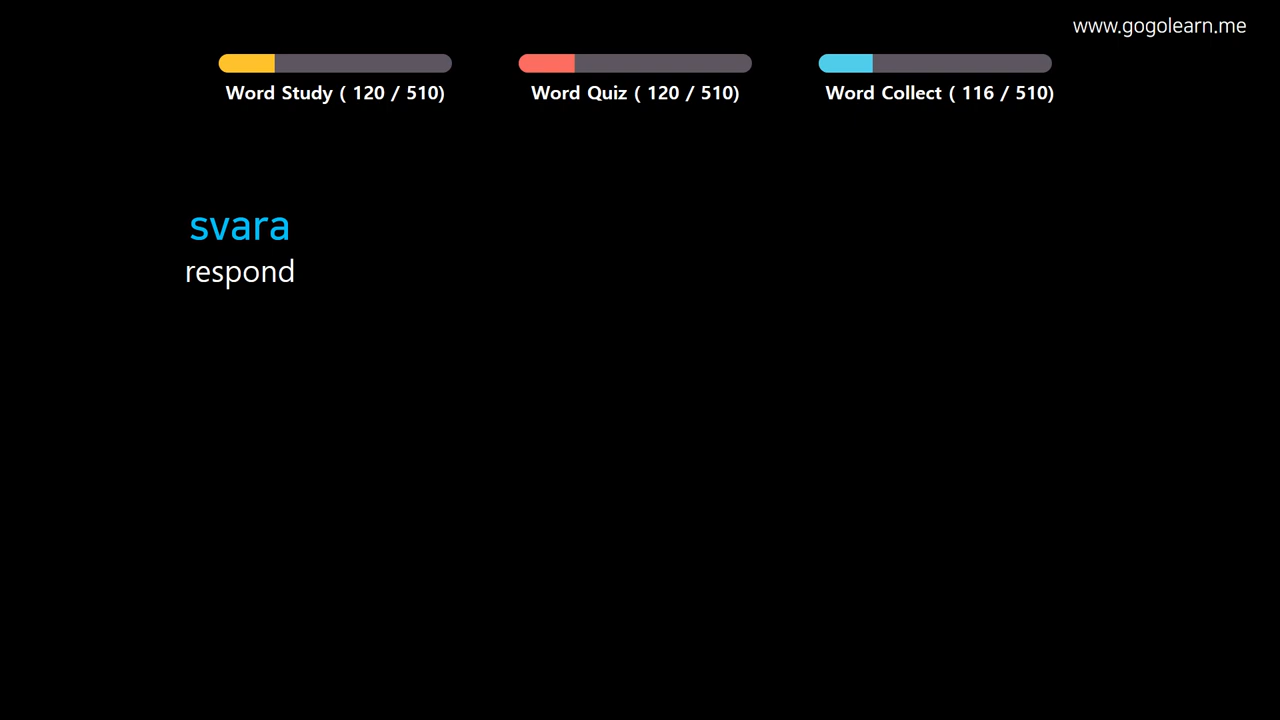 www.gogolearn.me
Word Study ( 120 / 510)
Word Quiz ( 120 / 510)
Word Collect ( 116 / 510)
svara
respond